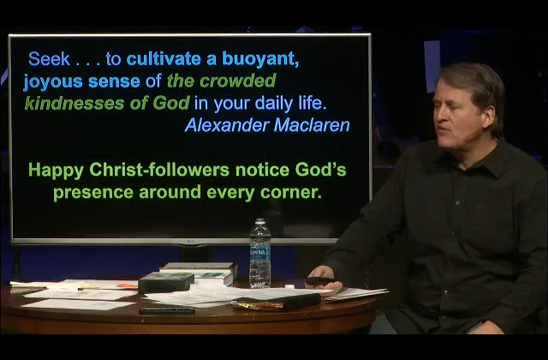 Seek . . . to cultivate a buoyant,
joyous sense of the crowded
kindnesses of God in your daily life.
Alexander Maclaren
Happy Christ-followers notice God's
presence around every corner.